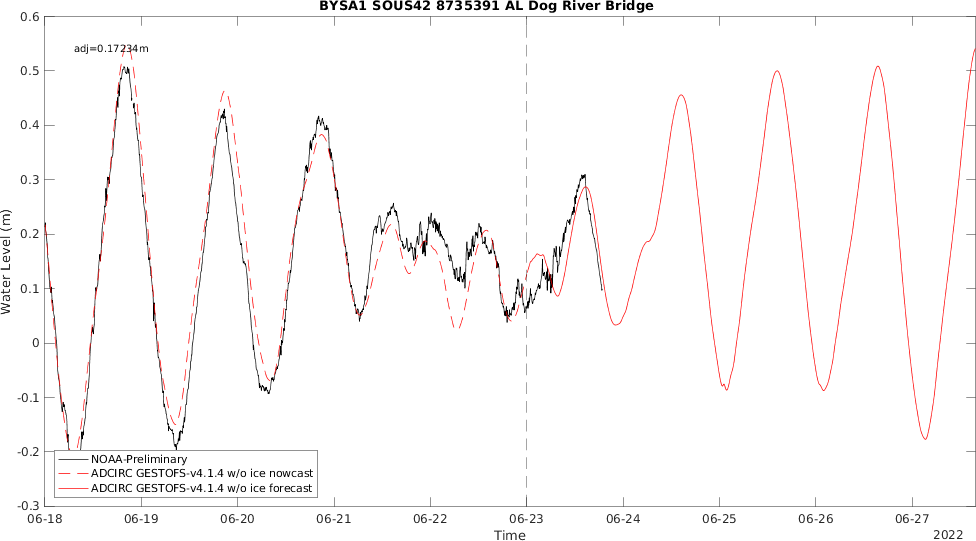 BYSA1 SOUS42 8735391 AL Dog River Bridge
adj=0.17234m
Water Level (m)
0.6
0.5
0.4
0.3
0.2
0.1
0
-0.1
-0.2
-0.3
NOAA-Preliminary
ADCIRC GESTOFS-v4.1.4 w/o ice nowcast
ADCIRC GESTOFS-v4.1.4 w/o ice forecast
06-18 06-19 06-20 06-21 06-22 06-23 06-24 06-25 06-26 06-27
Time
2022